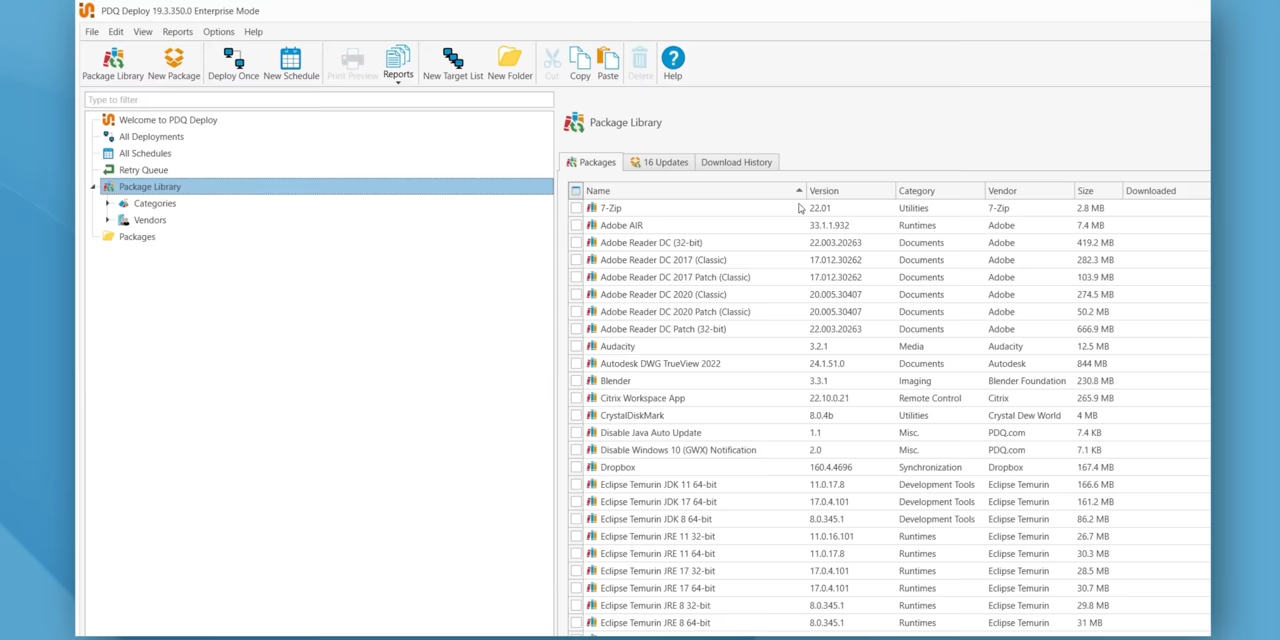 PDQ Deploy 19.3.350.0 Enterprise Mode
File Edit View Reports Options Help
Package Library New Package Deploy Once New Schedule Print Preview Reports New Target List New Folder Cut Copy Paste Delete Help
Type to filter
Welcome to PDQ Deploy
All Deployments
All Schedules
Retry Queue
Package Library
Categories
Vendors
Packages
Package Library
Packages 16 Updates Download History
Name Version Category Vendor Size Downloaded
7-Zip 22.01 Utilities 7-Zip 2.8 MB
Adobe AIR 33.1.1.932 Runtimes Adobe 7.4 MB
Adobe Reader DC (32-bit) 22.003.20263 Documents Adobe 419.2 MB
Adobe Reader DC 2017 (Classic) 17.012.30262 Documents Adobe 282.3 MB
Adobe Reader DC 2017 Patch (Classic) 17.012.30262 Documents Adobe 103.9 MB
Adobe Reader DC 2020 (Classic) 20.005.30407 Documents Adobe 274.5 MB
Adobe Reader DC 2020 Patch (Classic) 20.005.30407 Documents Adobe 50.2 MB
Adobe Reader DC Patch (32-bit) 22.003.20263 Documents Adobe 666.9 MB
Audacity 3.2.1 Media Audacity 12.5 MB
Autodesk DWG TrueView 2022 24.1.51.0 Documents Autodesk 844 MB
Blender 3.3.1 Imaging Blender Foundation 230.8 MB
Citrix Workspace App 22.10.0.21 Remote Control Citrix 265.9 MB
CrystalDiskMark 8.0.4b Utilities Crystal Dew World 4 MB
Disable Java Auto Update 1.1 Misc. PDQ.com 7.4 KB
Disable Windows 10 (GWX) Notification 2.0 Misc. PDQ.com 7.1 KB
Dropbox 160.4.4696 Synchronization Dropbox 167.4 MB
Eclipse Temurin JDK 11 64-bit 11.0.17.8 Development Tools Eclipse Temurin 166.6 MB
Eclipse Temurin JDK 17 64-bit 17.0.4.101 Development Tools Eclipse Temurin 161.2 MB
Eclipse Temurin JDK 8 64-bit 8.0.345.1 Development Tools Eclipse Temurin 86.2 MB
Eclipse Temurin JRE 11 32-bit 11.0.16.101 Runtimes Eclipse Temurin 26.7 MB
Eclipse Temurin JRE 11 64-bit 11.0.17.8 Runtimes Eclipse Temurin 30.3 MB
Eclipse Temurin JRE 17 32-bit 17.0.4.101 Runtimes Eclipse Temurin 28.5 MB
Eclipse Temurin JRE 17 64-bit 17.0.4.101 Runtimes Eclipse Temurin 30.7 MB
Eclipse Temurin JRE 8 32-bit 8.0.345.1 Runtimes Eclipse Temurin 29.8 MB
Eclipse Temurin JRE 8 64-bit 8.0.345.1 Runtimes Eclipse Temurin 31 MB